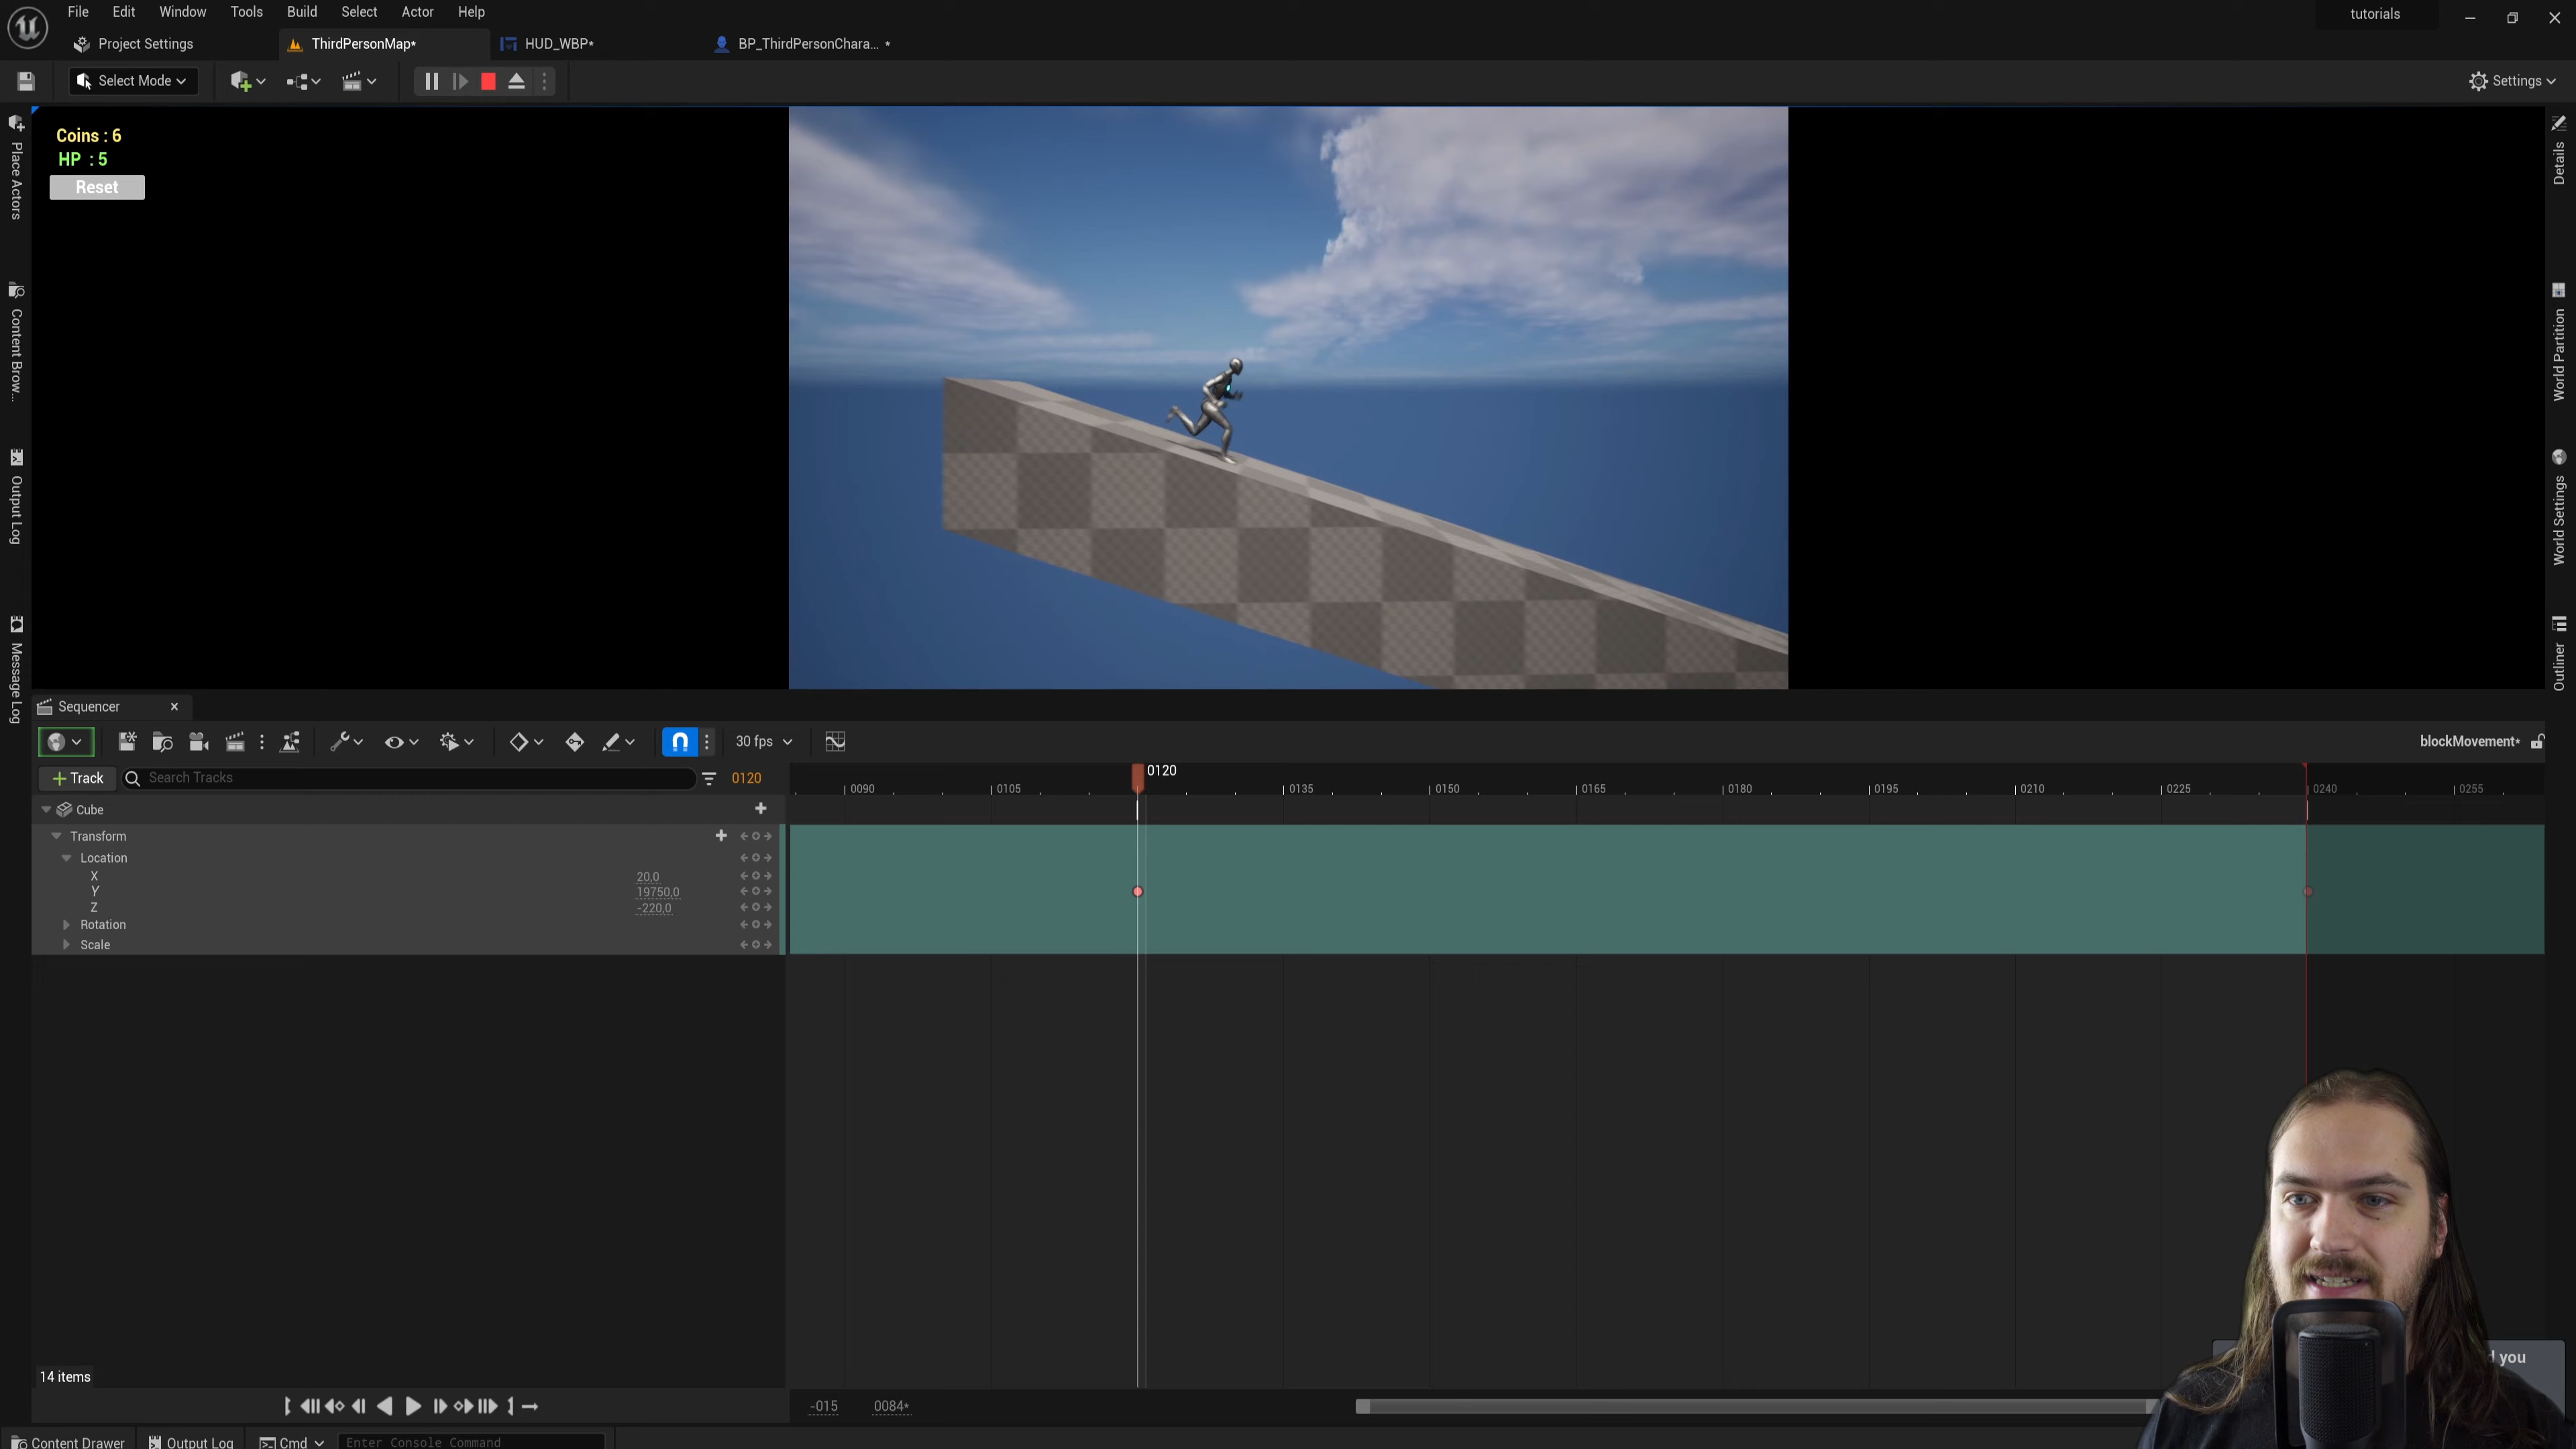 File Edit Window Tools Build Select Actor Help
tutorials
Project Settings
ThirdPersonMap*
HUD_WBP*
BP_ThirdPersonChara... *
Select Mode
Settings
Coins : 6
HP : 5
Reset
Place Actors
Content Brow...
Output Log
Message Log
Details
World Partition
World Settings
Outliner
Sequencer
30 fps
blockMovement*
Track
Search Tracks
0120
0120
0090 0105 0135 0150 0165 0180 0195 0210 0225 0240 0255
Cube
Transform
Location
X 20,0
Y 19750,0
Z -220,0
Rotation
Scale
14 items
-015 0084*
you
Content Drawer
Output Log
Cmd
Enter Console Command